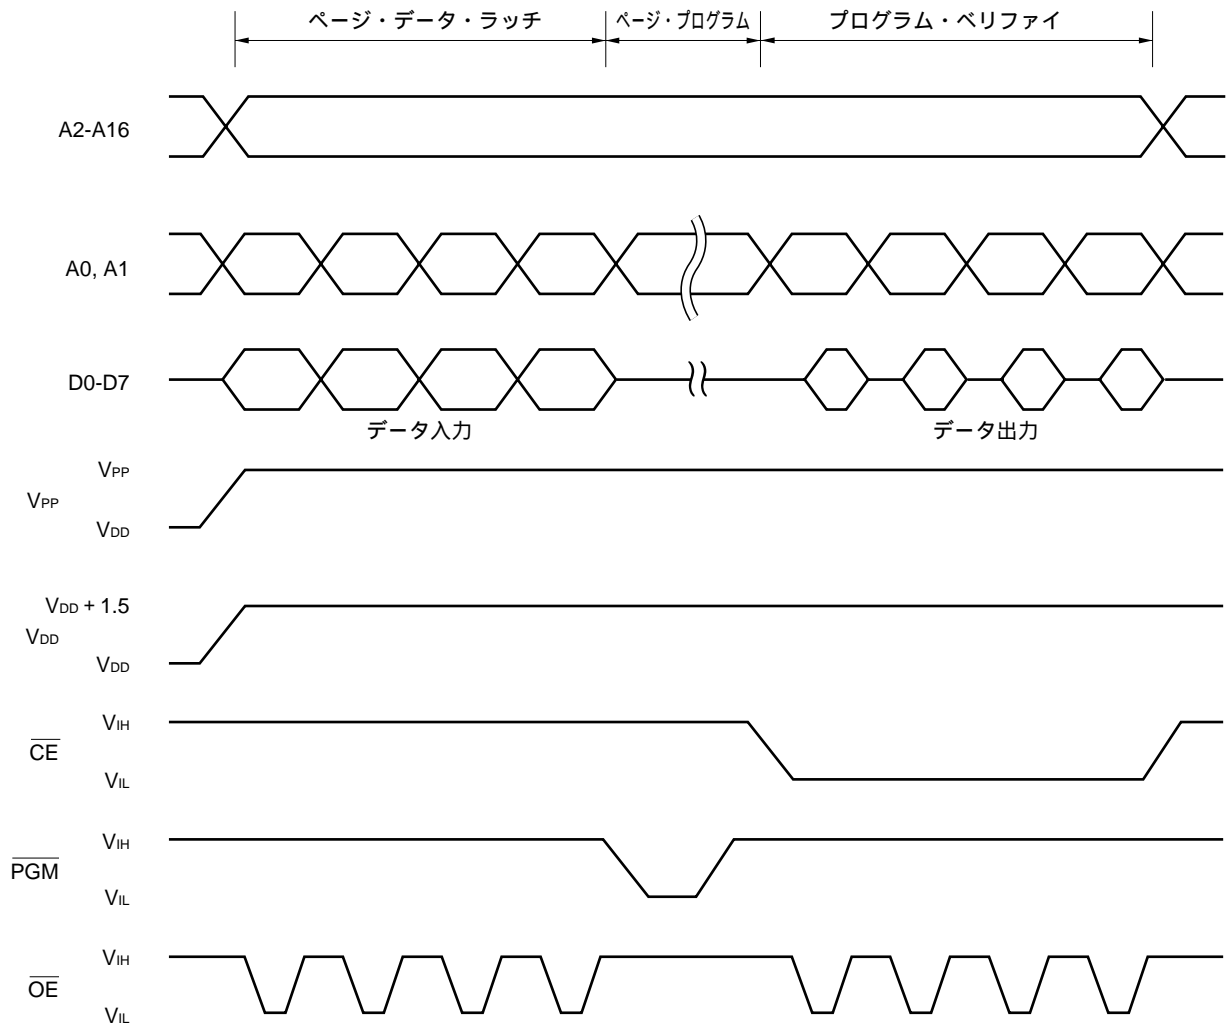 ページ・データ・ラッチ ページ・プログラム プログラム・ベリファイ
A2-A16
A0, A1
D0-D7
データ入力 データ出力
VPP
VPP
VDD
VDD + 1.5
VDD
VDD
VIH
CE
VIL
VIH
PGM
VIL
VIH
OE
VIL